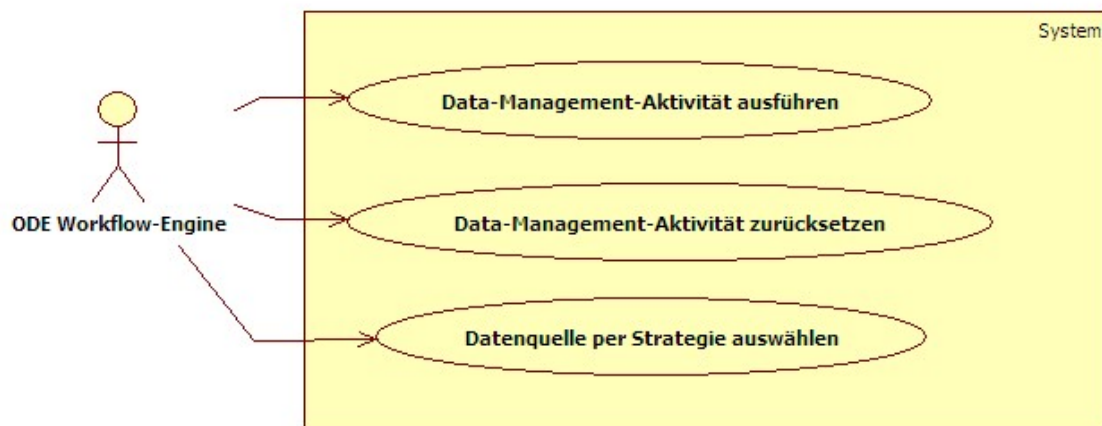 System
Data-Management-Aktivität ausführen
Data-Management-Aktivität zurücksetzen
ODE Workflow-Engine
Datenquelle per Strategie auswählen